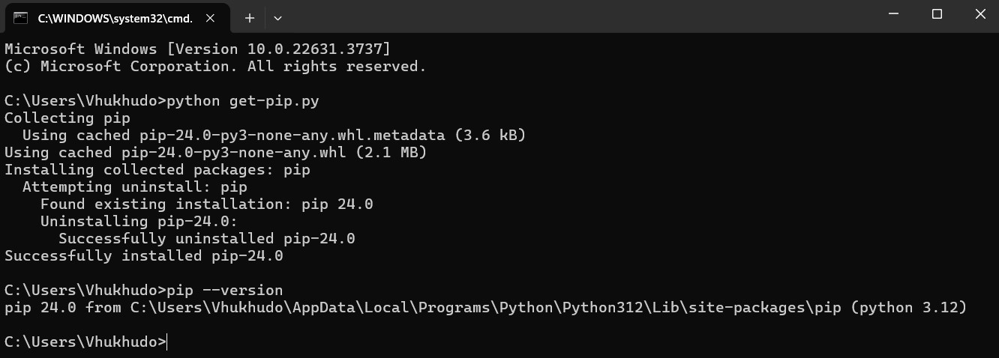 C:\WINDOWS\system32\cmd.
Microsoft Windows [Version 10.0.22631.3737]
(c) Microsoft Corporation. All rights reserved.
C:\Users\Vhukhudo>python get-pip.py
Collecting pip
  Using cached pip-24.0-py3-none-any.whl.metadata (3.6 kB)
Using cached pip-24.0-py3-none-any.whl (2.1 MB)
Installing collected packages: pip
  Attempting uninstall: pip
    Found existing installation: pip 24.0
    Uninstalling pip-24.0:
      Successfully uninstalled pip-24.0
Successfully installed pip-24.0
C:\Users\Vhukhudo>pip --version
pip 24.0 from C:\Users\Vhukhudo\AppData\Local\Programs\Python\Python312\Lib\site-packages\pip (python 3.12)
C:\Users\Vhukhudo>